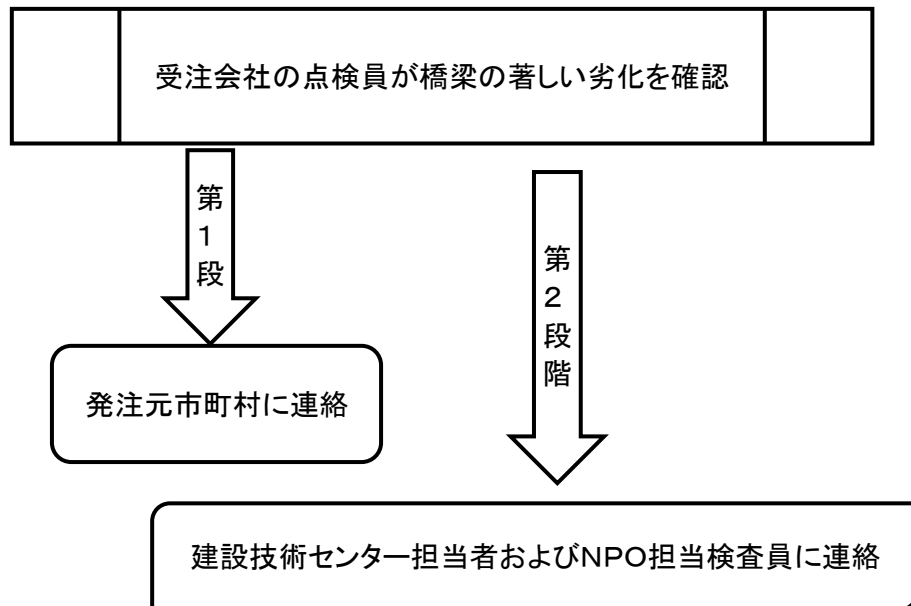 受注会社の点検員が橋梁の著しい劣化を確認
第１段
第２段階
発注元市町村に連絡
建設技術センター担当者およびNPO担当検査員に連絡